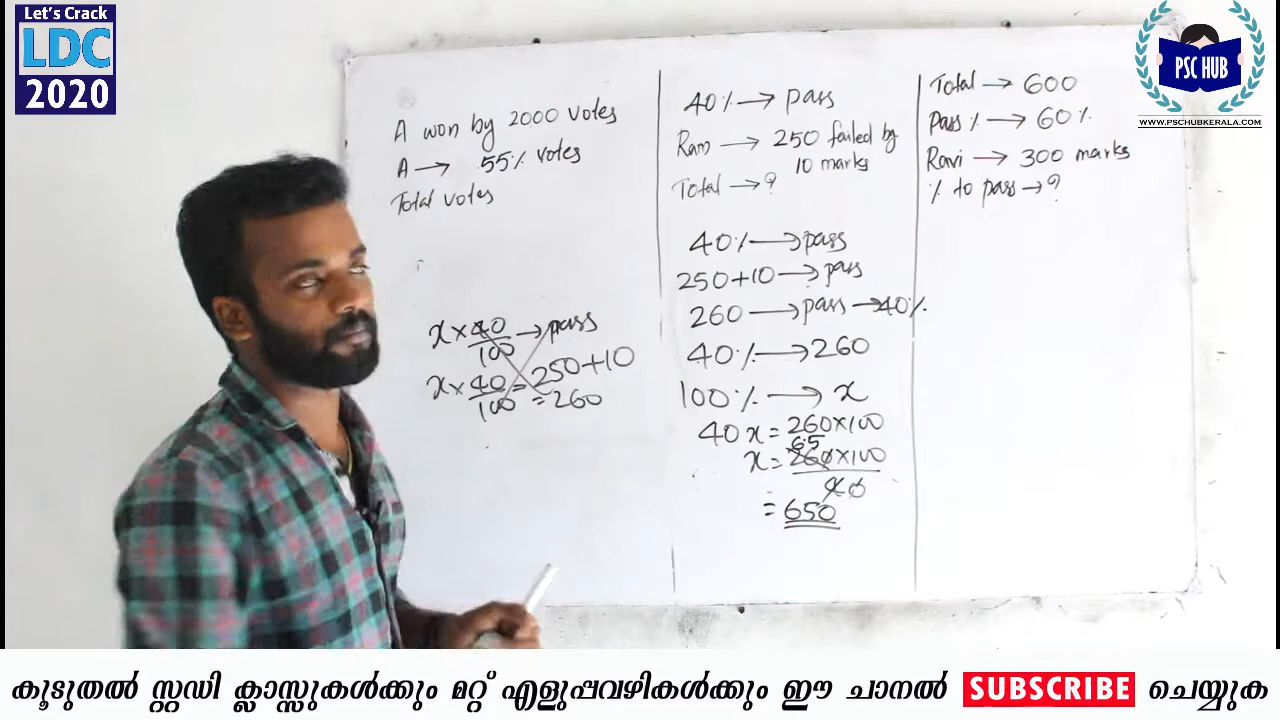 Let's Crack
LDC
2020
PSC HUB
WWW.PSCHUBKERALA.COM
A won by 2000 votes
A → 55% votes
Total votes
x × 40/100 → pass
x × 40/100 = 250+10
= 260
40% → pass
Ram → 250 failed by
10 marks
Total → ?
40% → pass
250+10 → pass
260 → pass → 40%.
40% → 260
100% → x
40 x = 260×100
65
x = 260×100
40
= 650
Total → 600
Pass % → 60%
Ravi → 300 marks
% to pass → ?
കൂടുതൽ സ്റ്റഡി ക്ലാസ്സുകൾക്കും മറ്റ് എളുപ്പവഴികൾക്കും ഈ ചാനൽ SUBSCRIBE ചെയ്യുക